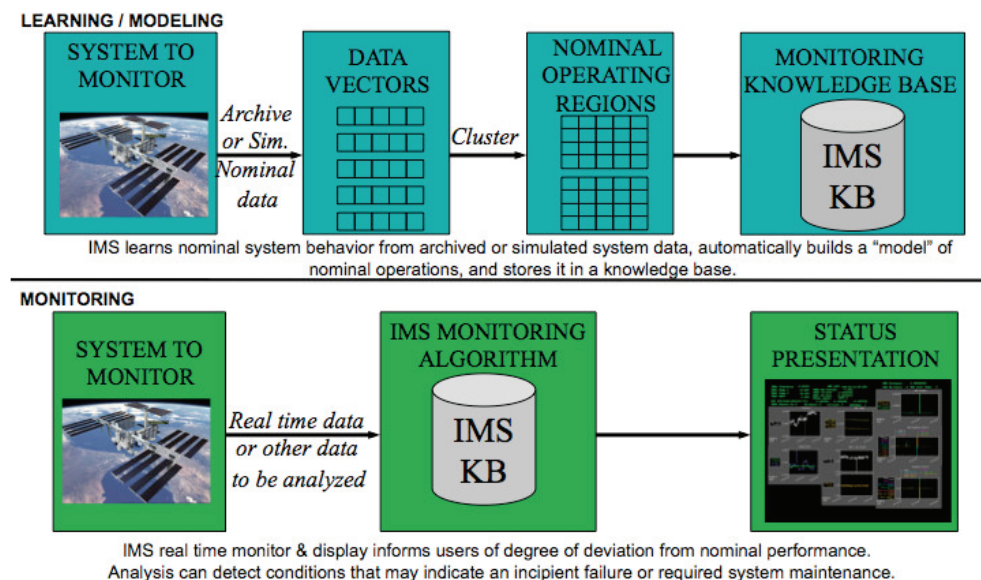 LEARNING / MODELING
SYSTEM TO
MONITOR
Archive
or Sim.
Nominal
data
DATA
VECTORS
Cluster
NOMINAL
OPERATING
REGIONS
MONITORING
KNOWLEDGE BASE
IMS
KB
IMS learns nominal system behavior from archived or simulated system data, automatically builds a “model” of
nominal operations, and stores it in a knowledge base.
MONITORING
SYSTEM TO
MONITOR
Real time data
or other data
to be analyzed
IMS MONITORING
ALGORITHM
IMS
KB
STATUS
PRESENTATION
IMS real time monitor & display informs users of degree of deviation from nominal performance.
Analysis can detect conditions that may indicate an incipient failure or required system maintenance.